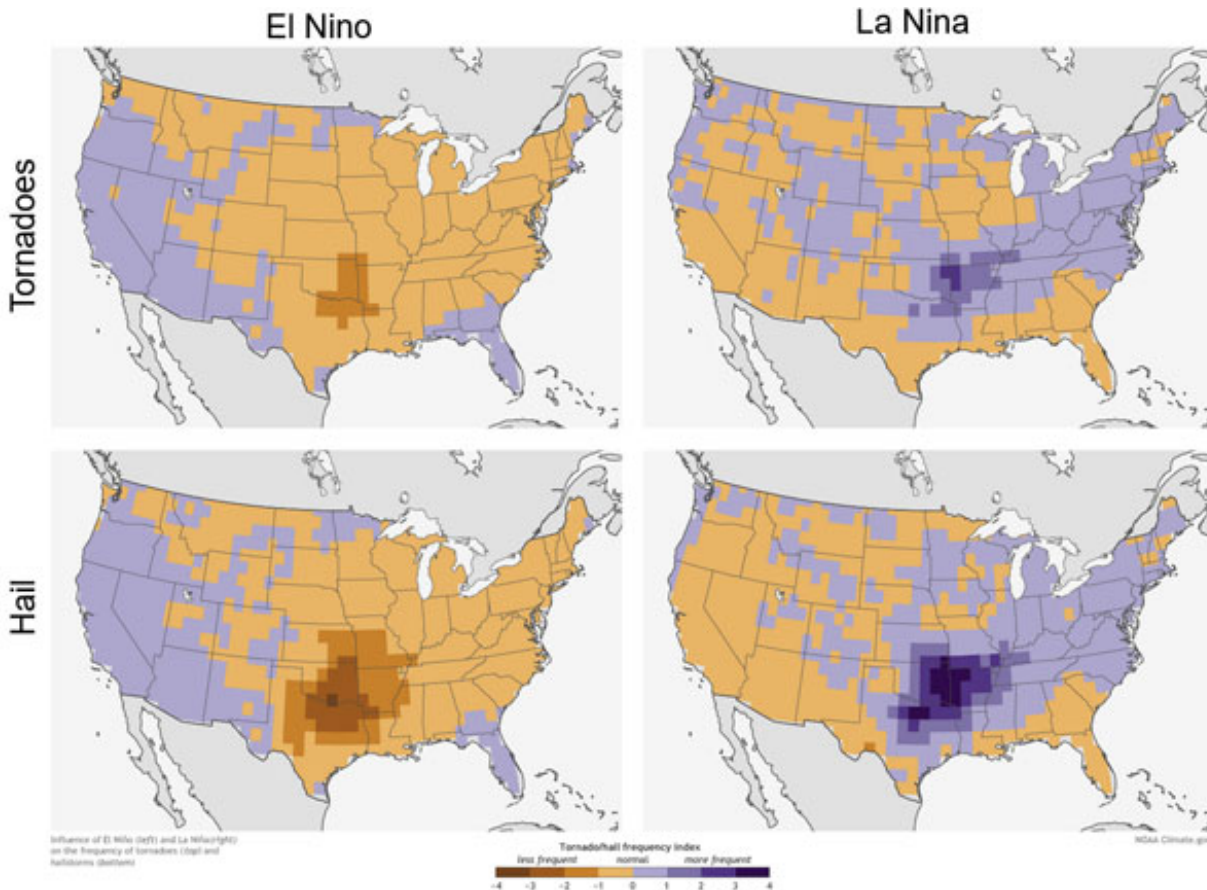 El Nino
La Nina
Tornadoes
Hail
Influence of El Niño (left) and La Niña(right)
on the frequency of tornadoes (top) and
hailstorms (bottom)
NOAA Climate.go
Tornado/hail frequency index
less frequent normal more frequent
-4 -3 -2 -1 0 1 2 3 4